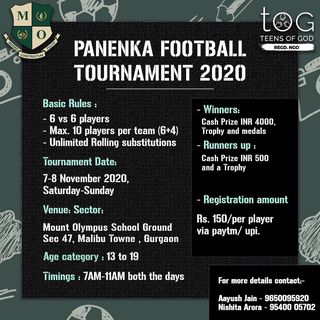 M O
CONSTRUCTOR
tog
TEENS OF GOD
REGD. NGO
PANENKA FOOTBALL
TOURNAMENT 2020
Basic Rules :
- 6 vs 6 players
- Max. 10 players per team (6+4)
- Unlimited Rolling substitutions
Tournament Date:
7-8 November 2020,
Saturday-Sunday
Venue: Sector:
Mount Olympus School Ground
Sec 47, Malibu Towne , Gurgaon
Age category : 13 to 19
Timings : 7AM-11AM both the days
- Winners:
Cash Prize INR 4000,
Trophy and medals
- Runners up :
Cash Prize INR 500
and a Trophy
- Registration amount
Rs. 150/per player
via paytm/ upi.
For more details contact:-
Aayush Jain - 9650095920
Nishita Arora - 95400 05702